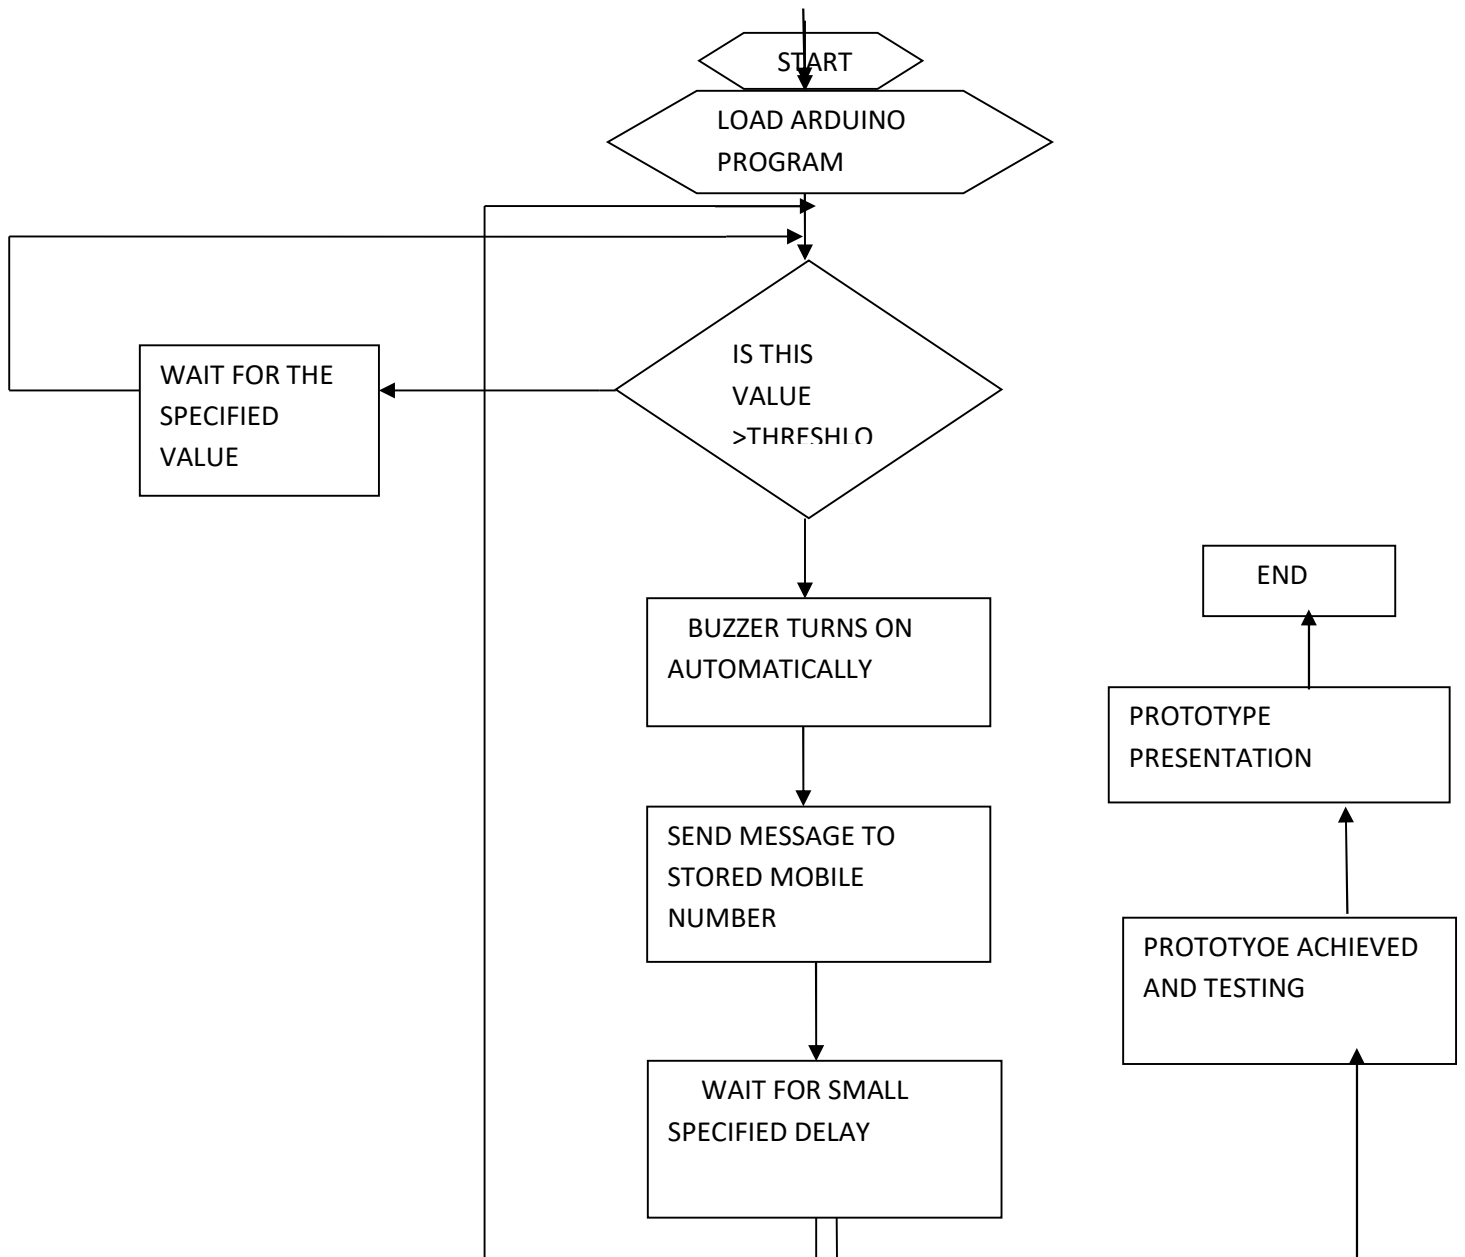 START
LOAD ARDUINO
PROGRAM
IS THIS
VALUE
>THRESHLO
WAIT FOR THE
SPECIFIED
VALUE
BUZZER TURNS ON
AUTOMATICALLY
SEND MESSAGE TO
STORED MOBILE
NUMBER
WAIT FOR SMALL
SPECIFIED DELAY
PROTOTYOE ACHIEVED
AND TESTING
PROTOTYPE
PRESENTATION
END